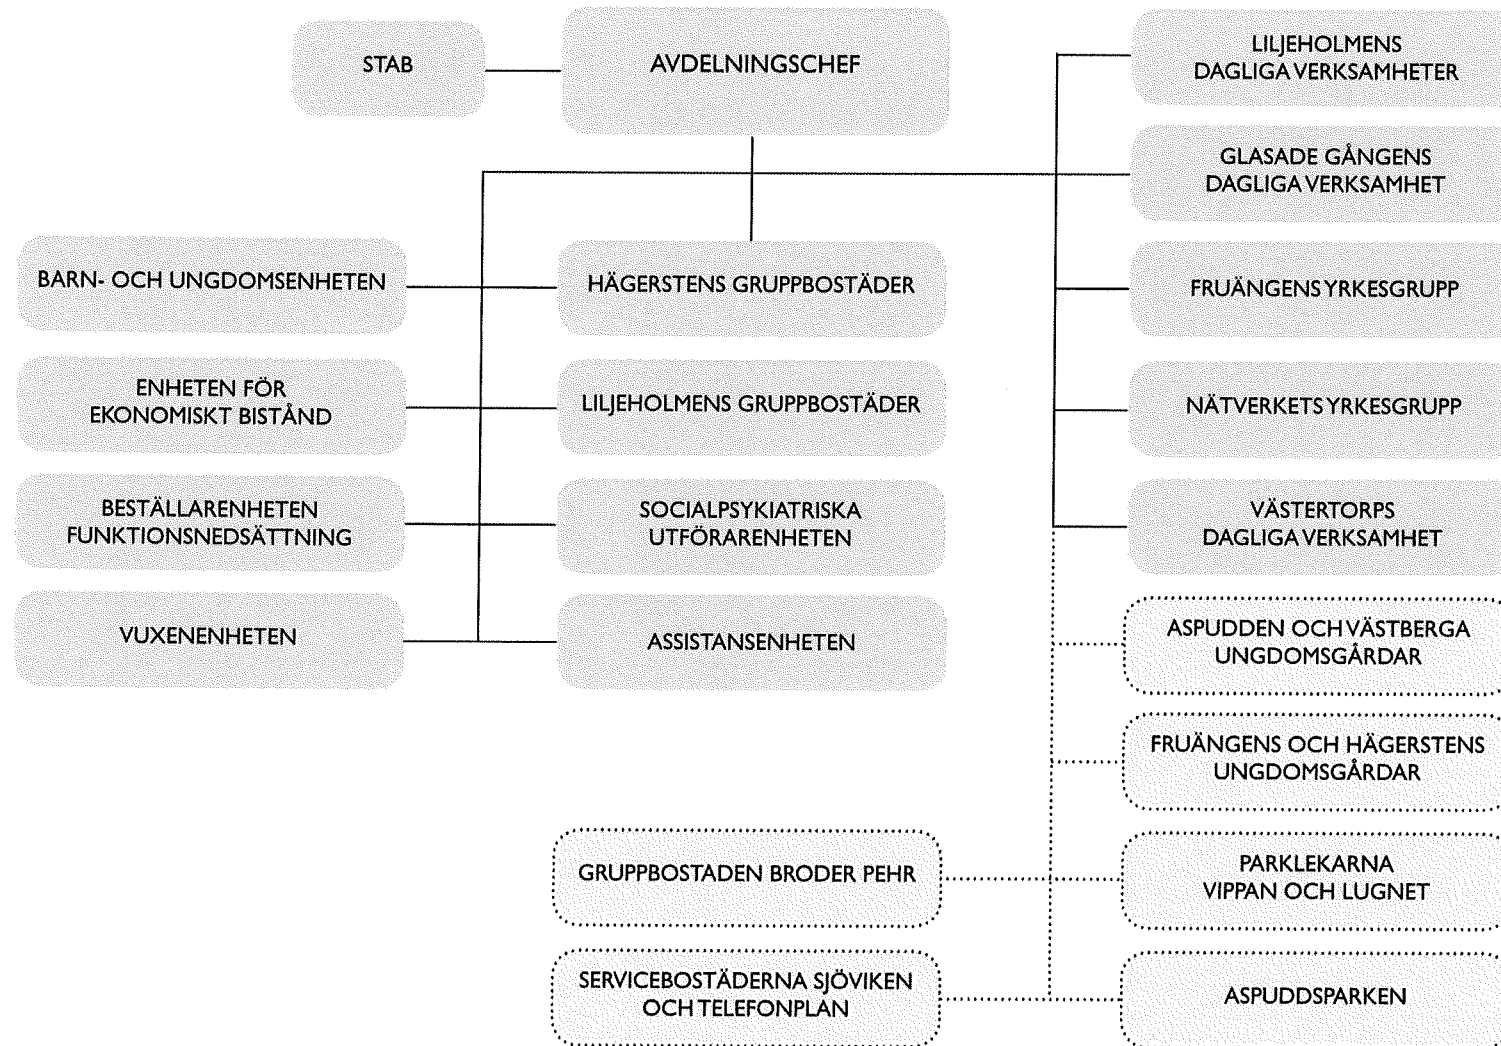 STAB
AVDELNINGSCHEF
LILJEHOLMENS
DAGLIGA VERKSAMHETER
GLASADE GÅNGENS
DAGLIGA VERKSAMHET
BARN- OCH UNGDOMSENHETEN
HÄGERSTENS GRUPPBOSTÄDER
FRUÄNGENS YRKESGRUPP
ENHETEN FÖR
EKONOMISKT BISTÅND
LILJEHOLMENS GRUPPBOSTÄDER
NÄTVERKETS YRKESGRUPP
BESTÄLLARENHETEN
FUNKTIONSNEDSÄTTNING
SOCIALPSYKIATRISKA
UTFÖRARENHETEN
VÄSTERTORPS
DAGLIGA VERKSAMHET
VUXENENHETEN
ASSISTANSENHETEN
ASPUDDEN OCH VÄSTBERGA
UNGDOMSGÅRDAR
FRUÄNGENS OCH HÄGERSTENS
UNGDOMSGÅRDAR
GRUPPBOSTADEN BRODER PEHR
PARKLEKARNA
VIPPAN OCH LUGNET
SERVICEBOSTÄDERNA SJÖVIKEN
OCH TELEFONPLAN
ASPUDDSPARKEN